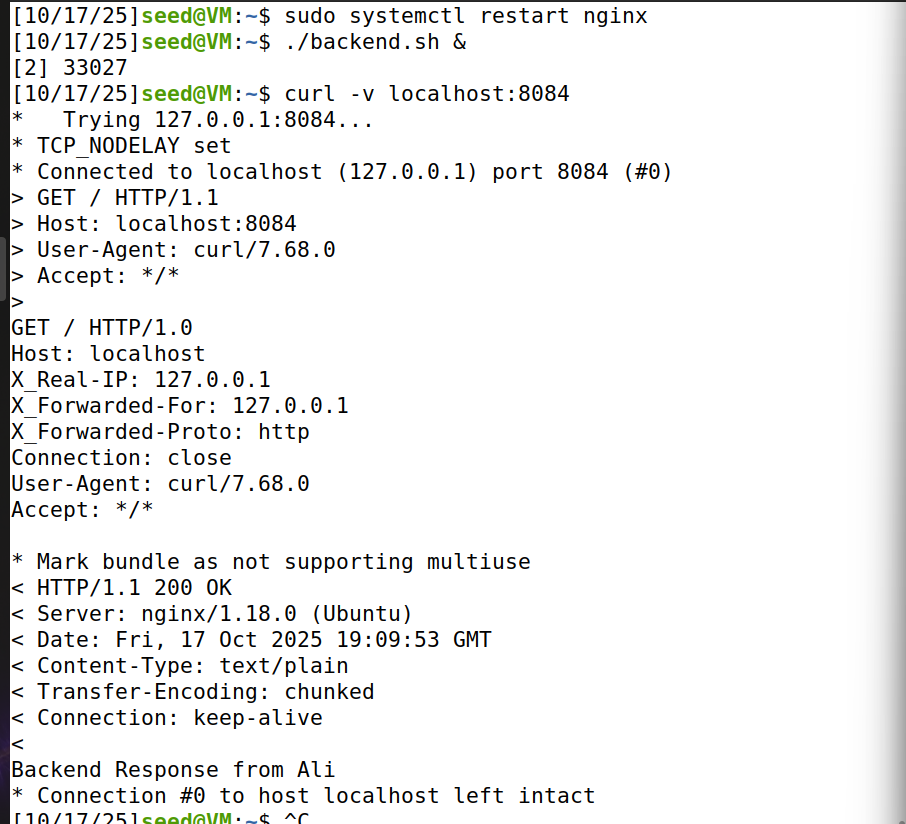 [10/17/25]seed@VM:~$ sudo systemctl restart nginx
[10/17/25]seed@VM:~$ ./backend.sh &
[2] 33027
[10/17/25]seed@VM:~$ curl -v localhost:8084
*   Trying 127.0.0.1:8084...
* TCP_NODELAY set
* Connected to localhost (127.0.0.1) port 8084 (#0)
> GET / HTTP/1.1
> Host: localhost:8084
> User-Agent: curl/7.68.0
> Accept: */*
>
GET / HTTP/1.0
Host: localhost
X_Real-IP: 127.0.0.1
X_Forwarded-For: 127.0.0.1
X_Forwarded-Proto: http
Connection: close
User-Agent: curl/7.68.0
Accept: */*

* Mark bundle as not supporting multiuse
< HTTP/1.1 200 OK
< Server: nginx/1.18.0 (Ubuntu)
< Date: Fri, 17 Oct 2025 19:09:53 GMT
< Content-Type: text/plain
< Transfer-Encoding: chunked
< Connection: keep-alive
<
Backend Response from Ali
* Connection #0 to host localhost left intact
[10/17/25]seed@VM:~$ ^C